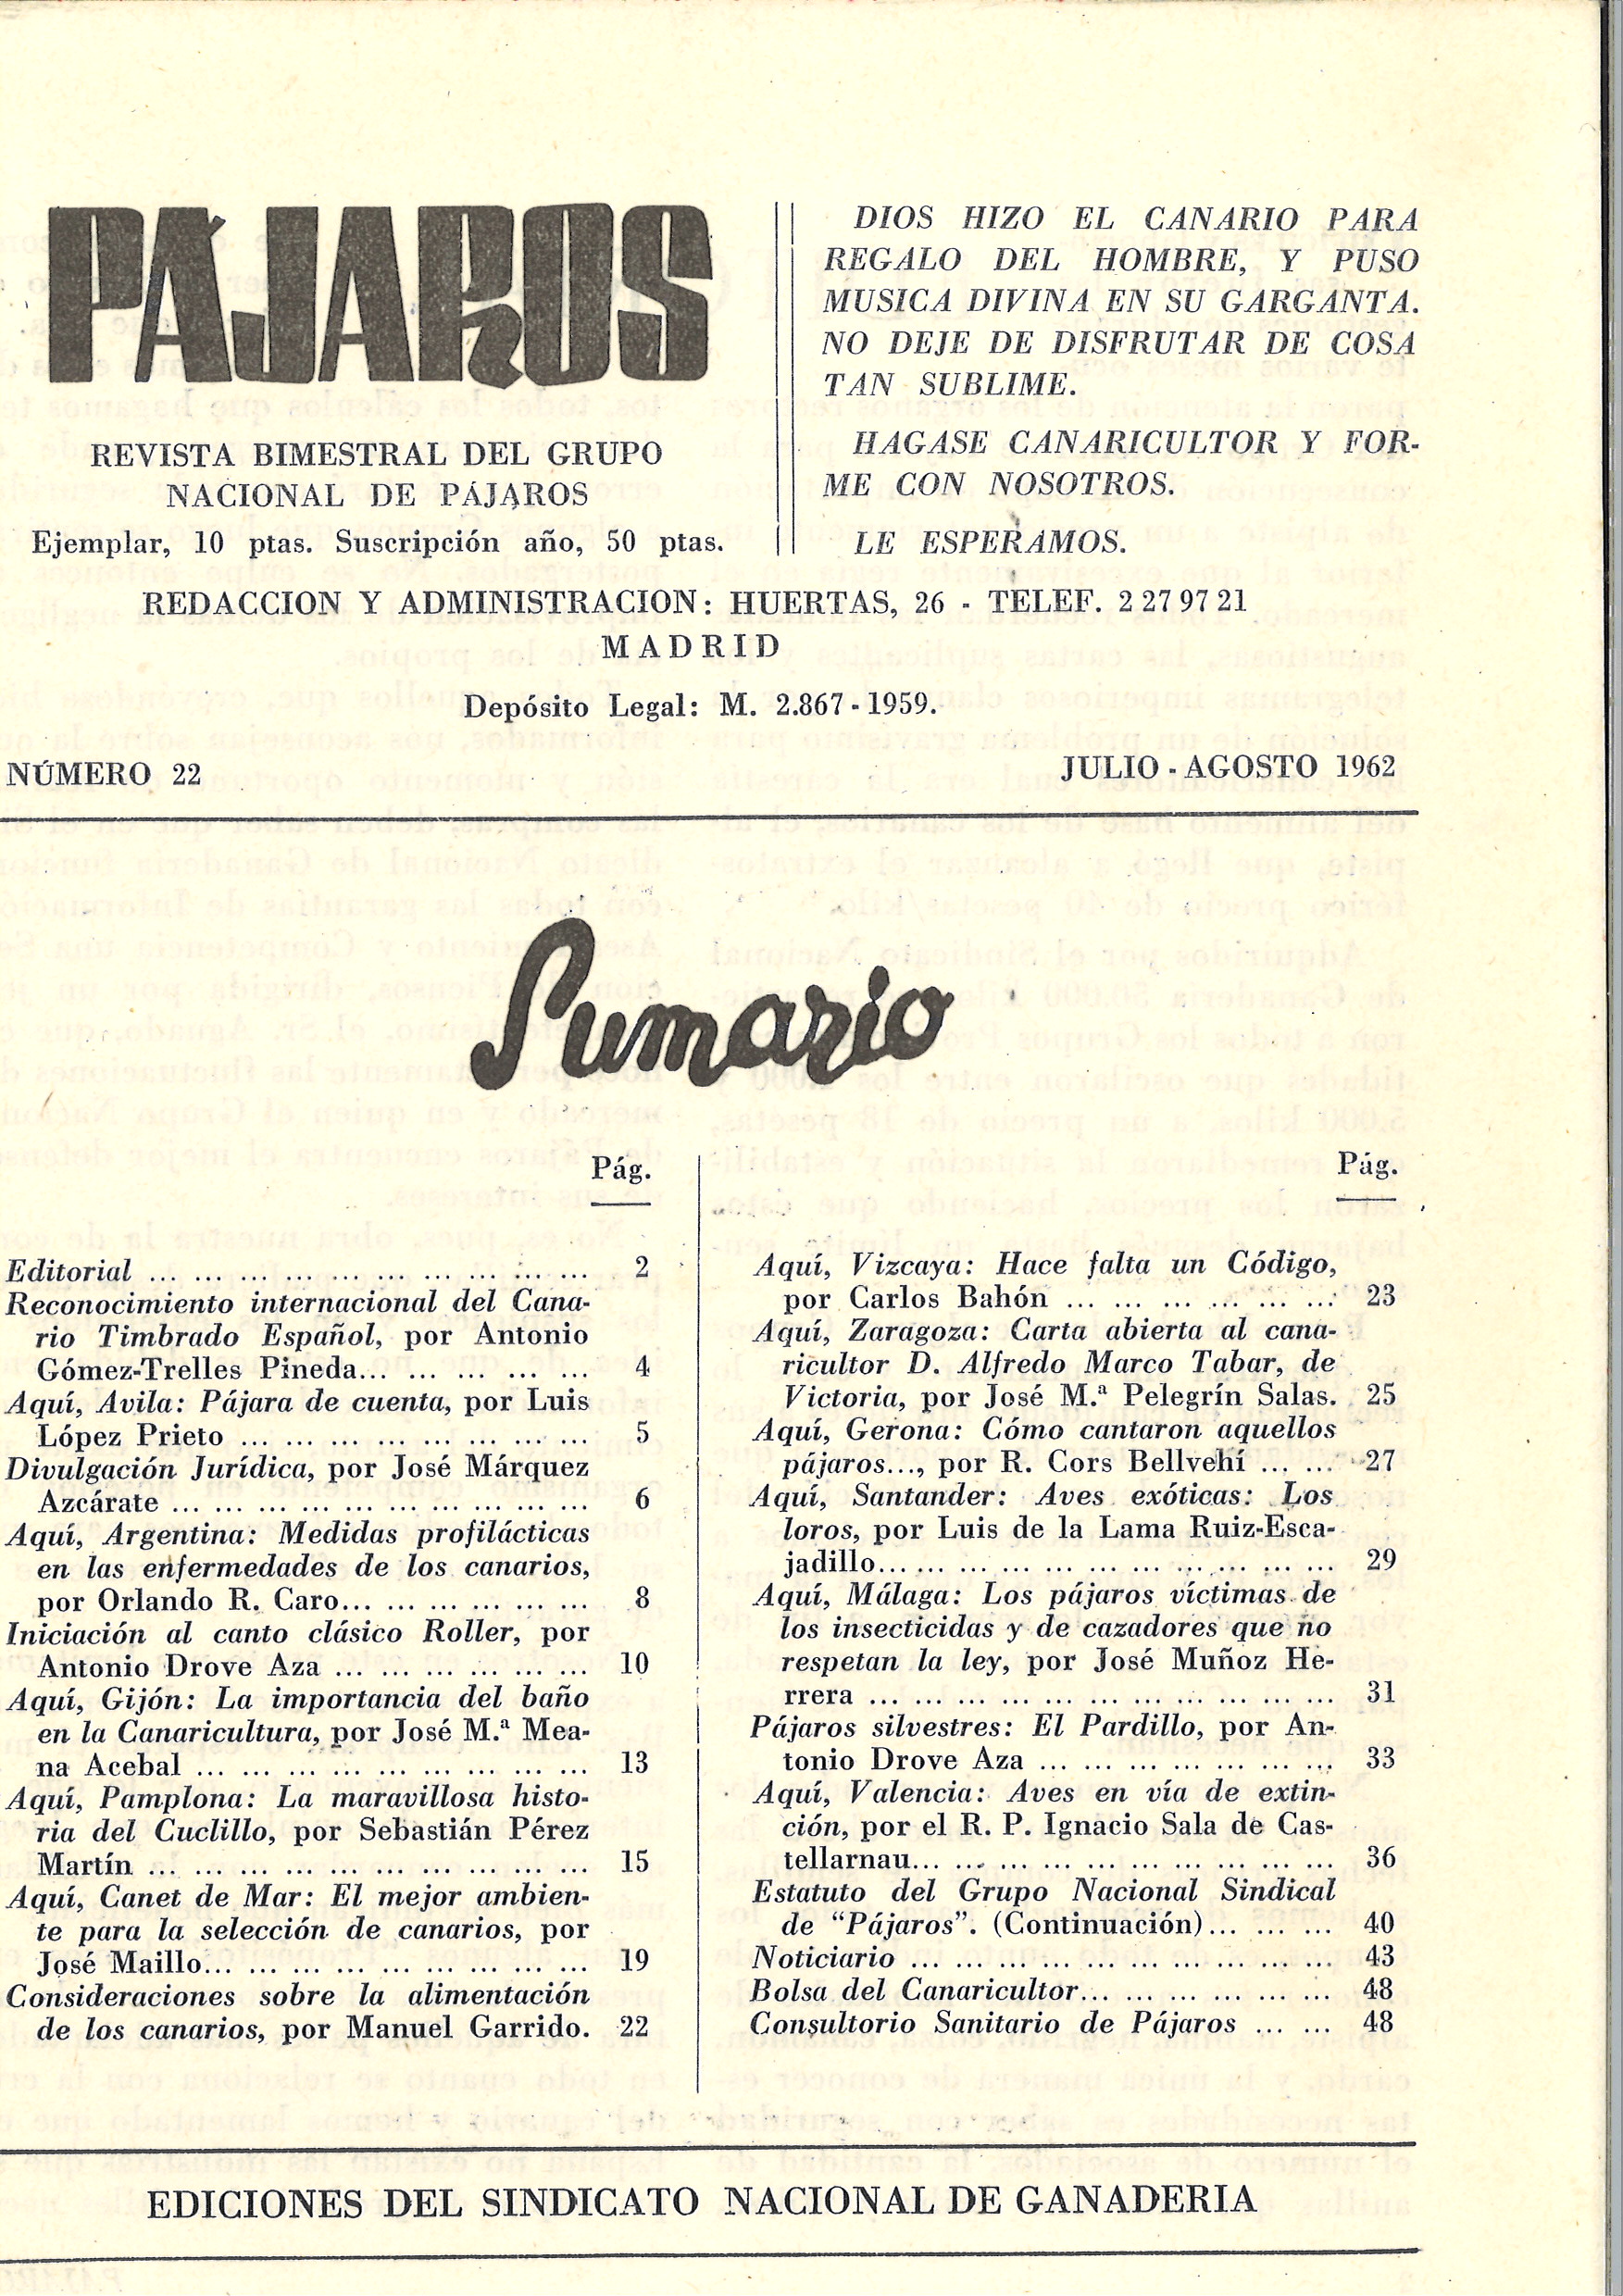 PÁJAROS
REVISTA BIMESTRAL DEL GRUPO
NACIONAL DE PÁJAROS
Ejemplar, 10 ptas. Suscripción año, 50 ptas.
DIOS HIZO EL CANARIO PARA
REGALO DEL HOMBRE, Y PUSO
MUSICA DIVINA EN SU GARGANTA.
NO DEJE DE DISFRUTAR DE COSA
TAN SUBLIME.
HAGASE CANARICULTOR Y FOR-
ME CON NOSOTROS.
LE ESPERAMOS.
REDACCION Y ADMINISTRACION: HUERTAS, 26 - TELEF. 2 27 97 21
MADRID
Depósito Legal: M. 2.867 - 1959.
NÚMERO 22
JULIO - AGOSTO 1962
Sumario
Pág.
Editorial ... ... ... ... ... ... ... ... ... ... 2
Reconocimiento internacional del Cana-
rio Timbrado Español, por Antonio
Gómez-Trelles Pineda... ... ... ... ... ... 4
Aquí, Avila: Pájara de cuenta, por Luis
López Prieto ... ... ... ... ... ... ... ... 5
Divulgación Jurídica, por José Márquez
Azcárate ... ... ... ... ... ... ... ... ... ... 6
Aquí, Argentina: Medidas profilácticas
en las enfermedades de los canarios,
por Orlando R. Caro... ... ... ... ... ... 8
Iniciación al canto clásico Roller, por
Antonio Drove Aza ... ... ... ... ... ... 10
Aquí, Gijón: La importancia del baño
en la Canaricultura, por José M.ª Mea-
na Acebal ... ... ... ... ... ... ... ... ... 13
Aquí, Pamplona: La maravillosa histo-
ria del Cuclillo, por Sebastián Pérez
Martín ... ... ... ... ... ... ... ... ... ... 15
Aquí, Canet de Mar: El mejor ambien-
te para la selección de canarios, por
José Maillo... ... ... ... ... ... ... ... ... 19
Consideraciones sobre la alimentación
de los canarios, por Manuel Garrido. 22
Pág.
Aquí, Vizcaya: Hace falta un Código,
por Carlos Bahón ... ... ... ... ... ... 23
Aquí, Zaragoza: Carta abierta al cana-
ricultor D. Alfredo Marco Tabar, de
Victoria, por José M.ª Pelegrín Salas. 25
Aquí, Gerona: Cómo cantaron aquellos
pájaros..., por R. Cors Bellvehí ... ... 27
Aquí, Santander: Aves exóticas: Los
loros, por Luis de la Lama Ruiz-Esca-
jadillo... ... ... ... ... ... ... ... ... ... ... 29
Aquí, Málaga: Los pájaros víctimas de
los insecticidas y de cazadores que no
respetan la ley, por José Muñoz He-
rrera ... ... ... ... ... ... ... ... ... ... ... 31
Pájaros silvestres: El Pardillo, por An-
tonio Drove Aza ... ... ... ... ... ... ... 33
Aquí, Valencia: Aves en vía de extin-
ción, por el R. P. Ignacio Sala de Cas-
tellarnau... ... ... ... ... ... ... ... ... ... 36
Estatuto del Grupo Nacional Sindical
de “Pájaros”. (Continuación)... ... ... 40
Noticiario ... ... ... ... ... ... ... ... ... ... 43
Bolsa del Canaricultor... ... ... ... ... ... 48
Consultorio Sanitario de Pájaros ... ... 48
EDICIONES DEL SINDICATO NACIONAL DE GANADERIA